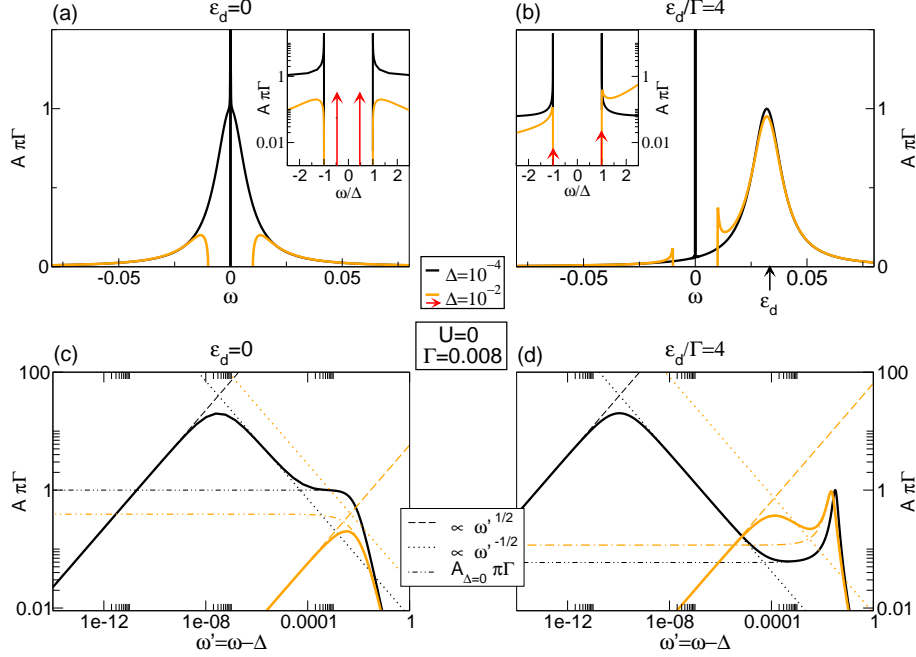 (a)
ε_d=0
A πΓ
1
0
-0.05
0
0.05
ω
A πΓ
1
0.01
-2
-1
0
1
2
ω/Δ
(b)
ε_d/Γ=4
A πΓ
1
0.01
-2
-1
0
1
2
ω/Δ
-0.05
0
0.05
ω
ε_d
1
0
A πΓ
Δ=10⁻⁴
Δ=10⁻²
U=0
Γ=0.008
(c)
ε_d=0
A πΓ
100
1
0.01
1e-12
1e-08
0.0001
1
ω'=ω−Δ
∝ ω'^1/2
∝ ω'^-1/2
A_Δ=0 πΓ
(d)
ε_d/Γ=4
100
1
0.01
A πΓ
1e-12
1e-08
0.0001
1
ω'=ω−Δ